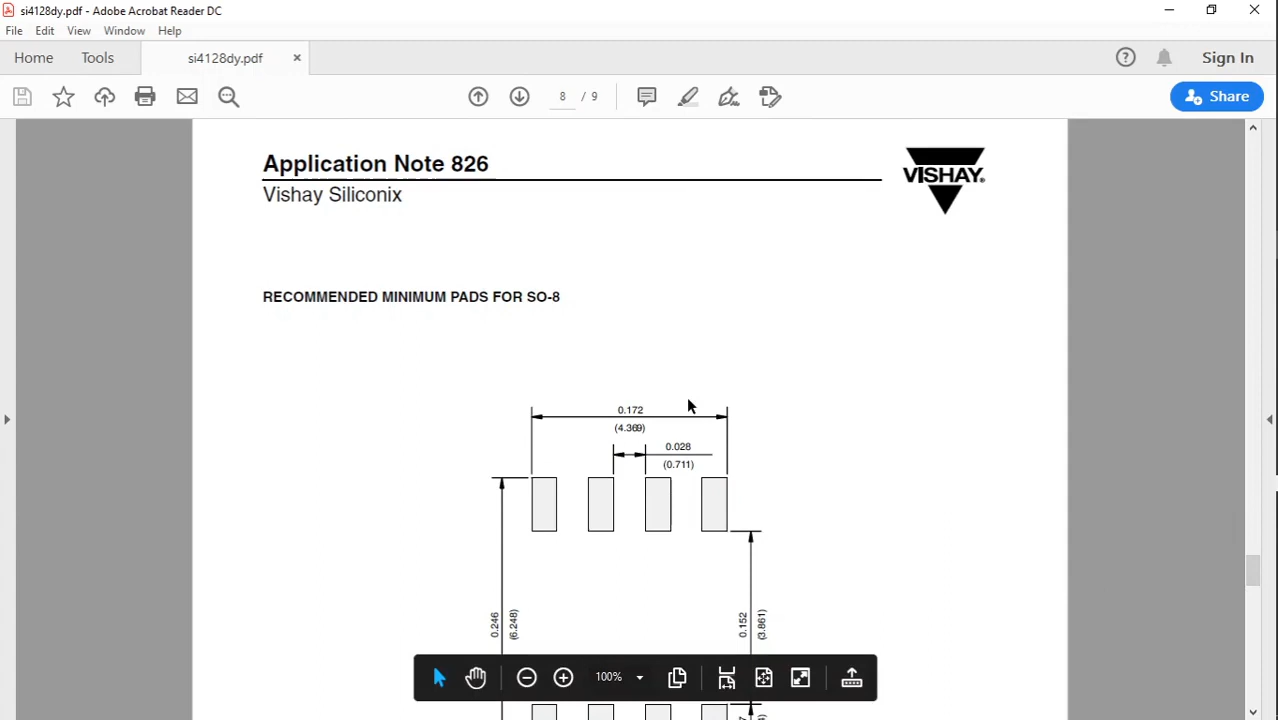 si4128dy.pdf - Adobe Acrobat Reader DC
File Edit View Window Help
Home Tools si4128dy.pdf × Sign In
8 / 9 Share
Application Note 826
Vishay Siliconix
VISHAY®
RECOMMENDED MINIMUM PADS FOR SO-8
0.172
(4.369)
0.028
(0.711)
0.246
(6.248)
0.152
(3.861)
100%